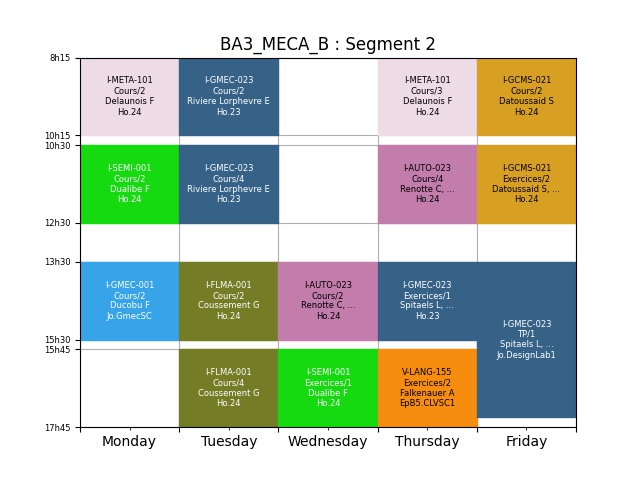 BA3_MECA_B : Segment 2
8h15
I-META-101
Cours/2
Delaunois F
Ho.24
I-GMEC-023
Cours/2
Riviere Lorphevre E
Ho.23
I-META-101
Cours/3
Delaunois F
Ho.24
I-GCMS-021
Cours/2
Datoussaid S
Ho.24
10h15
10h30
I-SEMI-001
Cours/2
Dualibe F
Ho.24
I-GMEC-023
Cours/4
Riviere Lorphevre E
Ho.23
I-AUTO-023
Cours/4
Renotte C, ...
Ho.24
I-GCMS-021
Exercices/2
Datoussaid S, ...
Ho.24
12h30
13h30
I-GMEC-001
Cours/2
Ducobu F
Jo.GmecSC
I-FLMA-001
Cours/2
Coussement G
Ho.24
I-AUTO-023
Cours/2
Renotte C, ...
Ho.24
I-GMEC-023
Exercices/1
Spitaels L, ...
Ho.23
I-GMEC-023
TP/1
Spitaels L, ...
Jo.DesignLab1
15h30
15h45
I-FLMA-001
Cours/4
Coussement G
Ho.24
I-SEMI-001
Exercices/1
Dualibe F
Ho.24
V-LANG-155
Exercices/2
Falkenauer A
EpB5.CLVSC1
17h45
Monday
Tuesday
Wednesday
Thursday
Friday